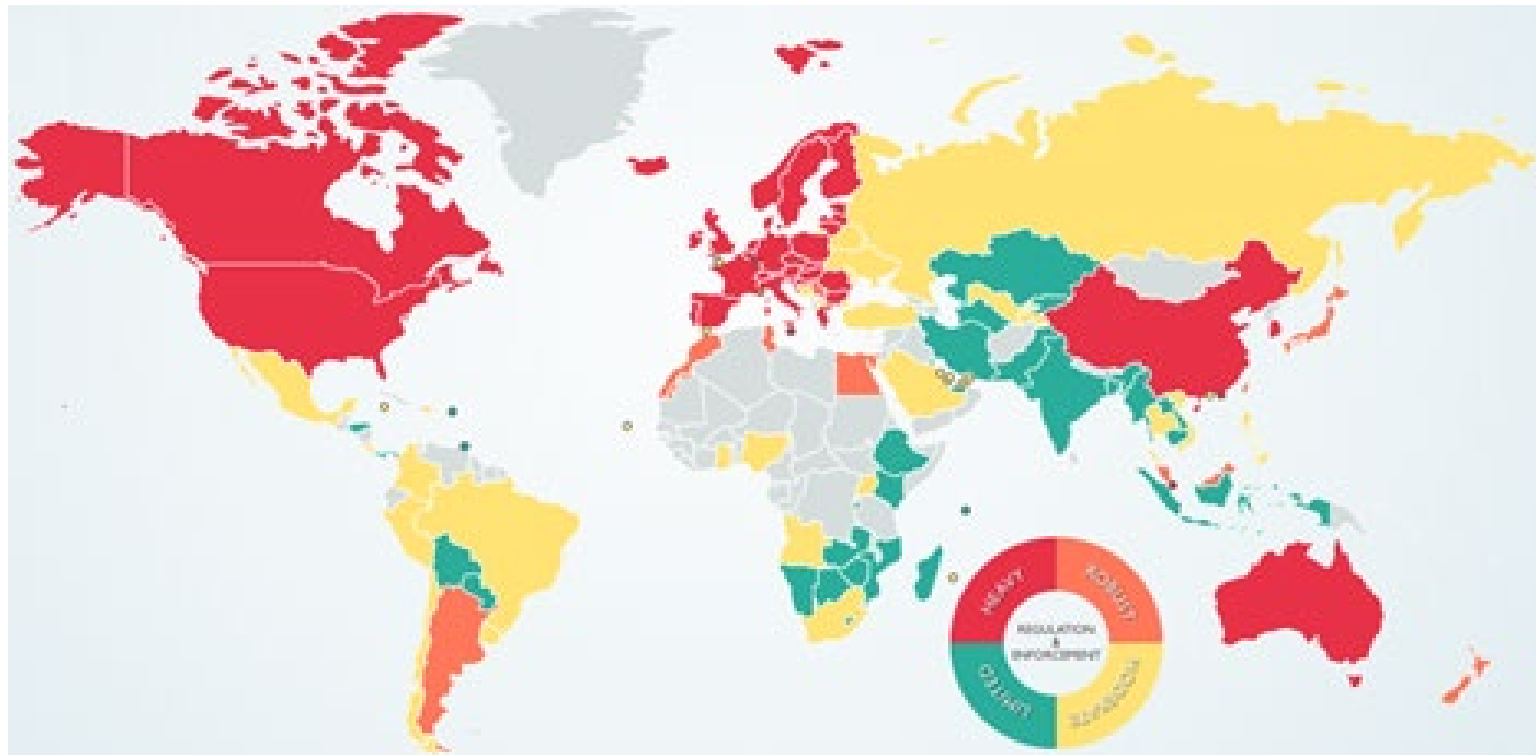 HEAVY
ROBUST
REGULATION
&
ENFORCEMENT
LIMITED
MODERATE